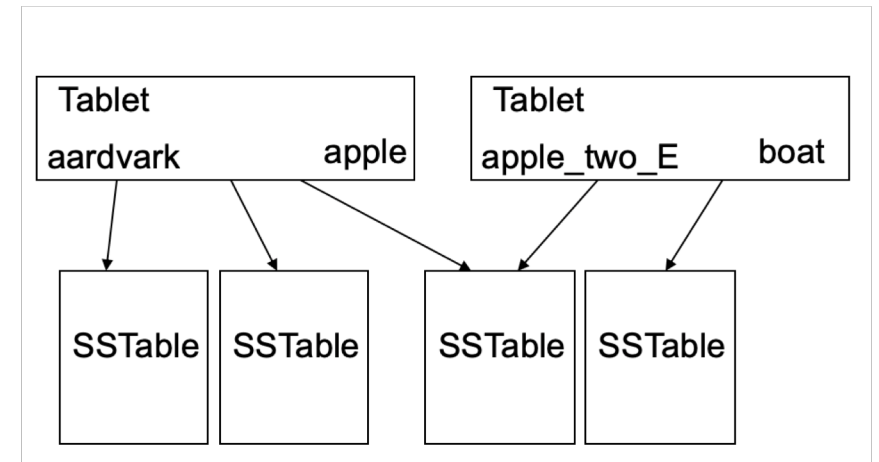 Tablet
aardvark apple
Tablet
apple_two_E boat
SSTable SSTable SSTable SSTable